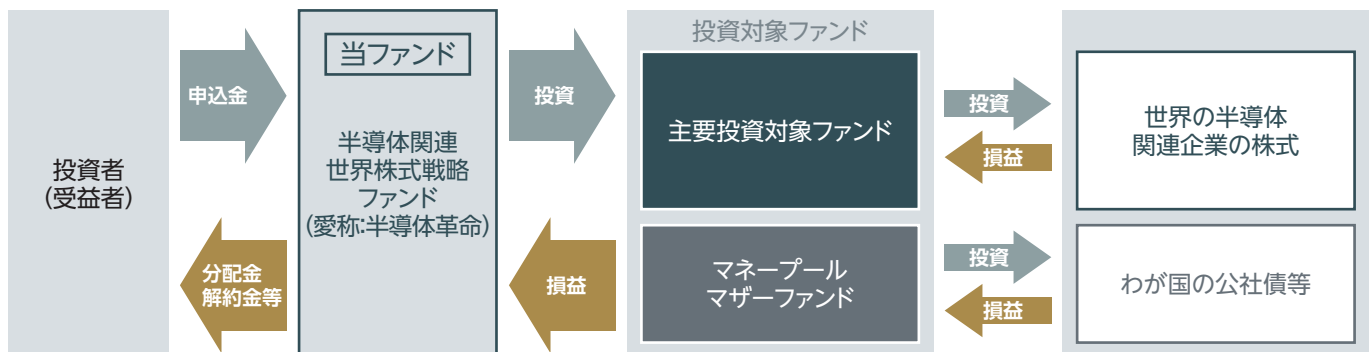 投資者
(受益者)
申込金
分配金
解約金等
当ファンド
半導体関連
世界株式戦略
ファンド
(愛称:半導体革命)
投資
損益
投資対象ファンド
主要投資対象ファンド
マネープール
マザーファンド
投資
損益
投資
損益
世界の半導体
関連企業の株式
わが国の公社債等